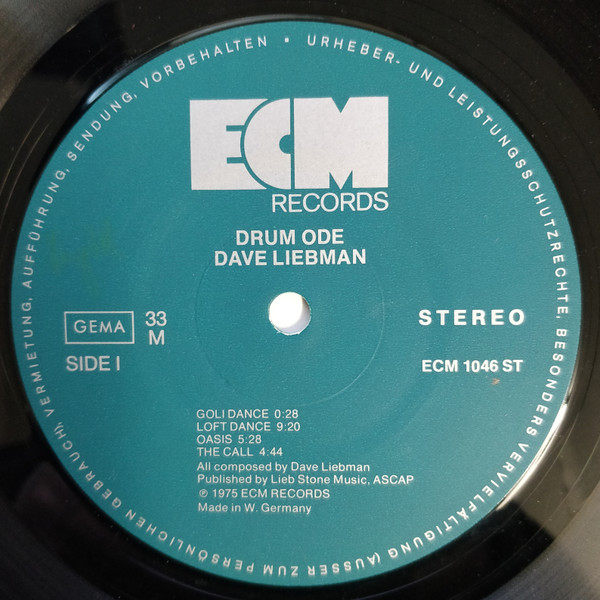 URHEBER- UND LEISTUNGSSCHUTZRECHTE, BESONDERS VERVIELFÄLTIGUNG (AUSSER ZUM PERSÖNLICHEN GEBRAUCH), VERMIETUNG, AUFFÜHRUNG, SENDUNG, VORBEHALTEN •
ECM
RECORDS
DRUM ODE
DAVE LIEBMAN
GEMA
33
M
STEREO
SIDE I
ECM 1046 ST
GOLI DANCE 0:28
LOFT DANCE 9:20
OASIS 5:28
THE CALL 4:44
All composed by Dave Liebman
Published by Lieb Stone Music, ASCAP
℗ 1975 ECM RECORDS
Made in W. Germany